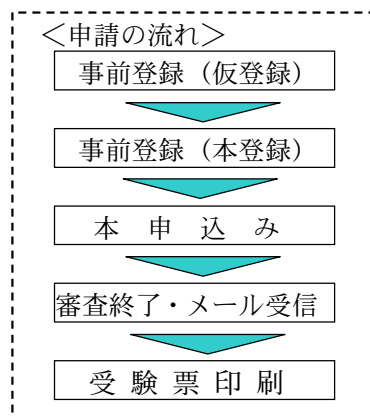 ＜申請の流れ＞
事前登録（仮登録）
事前登録（本登録）
本　申　込　み
審査終了・メール受信
受 験 票 印 刷